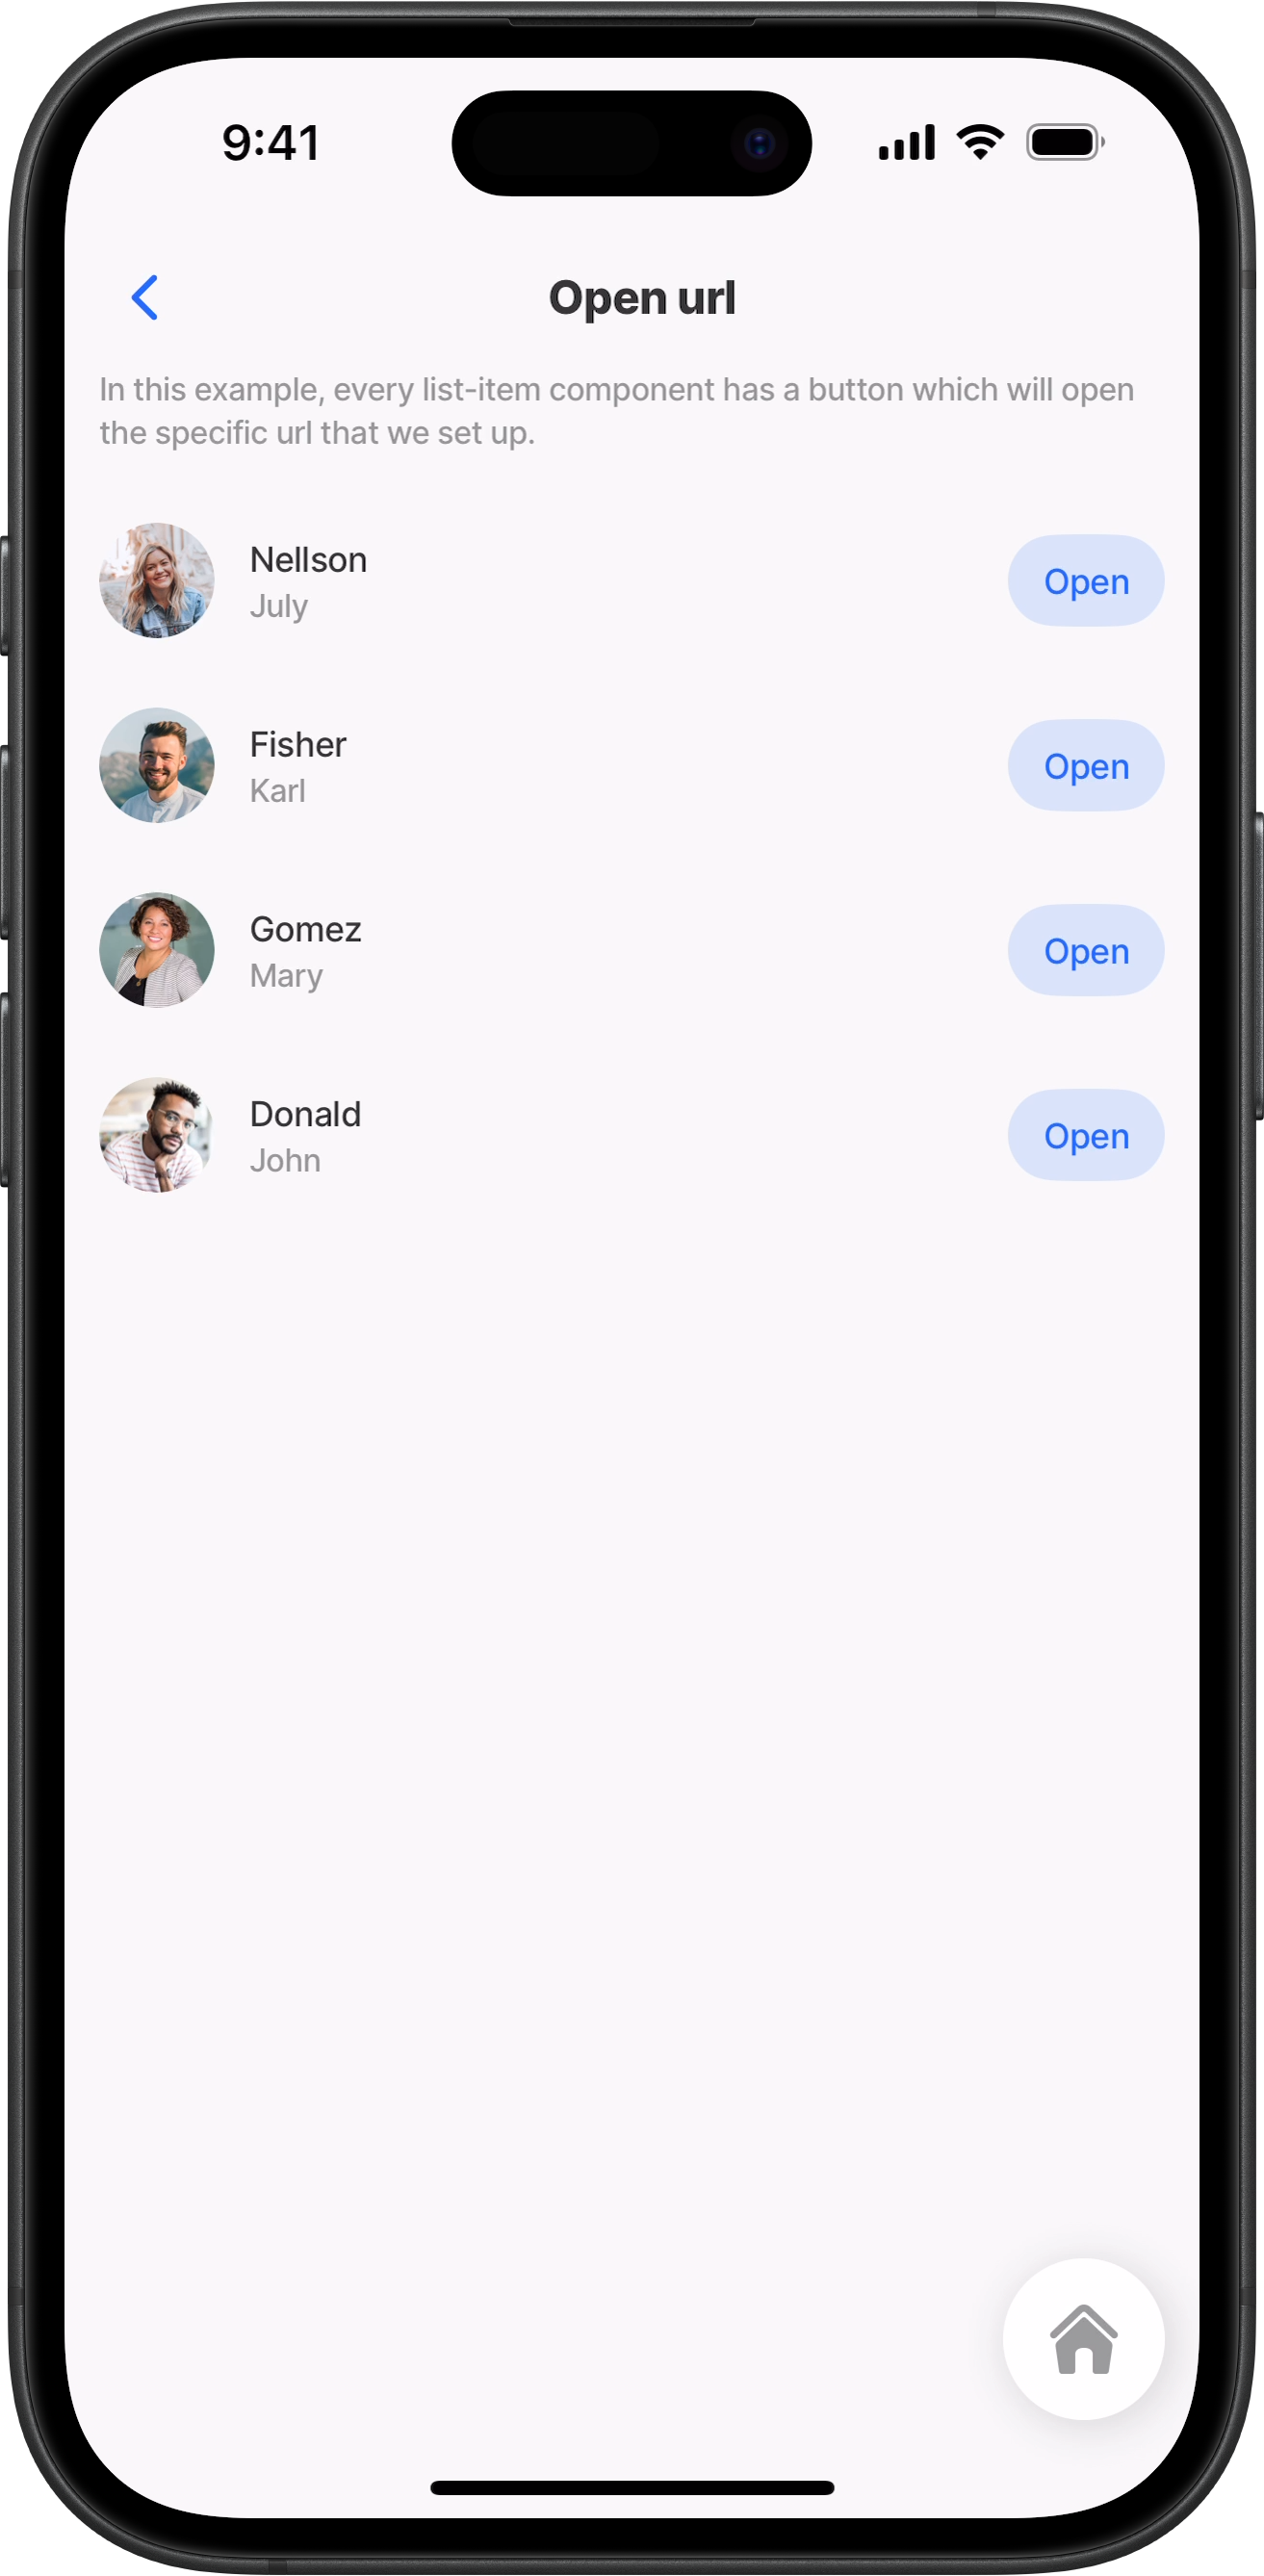 9:41
Open url
In this example, every list-item component has a button which will open
the specific url that we set up.
Nellson
July
Open
Fisher
Karl
Open
Gomez
Mary
Open
Donald
John
Open